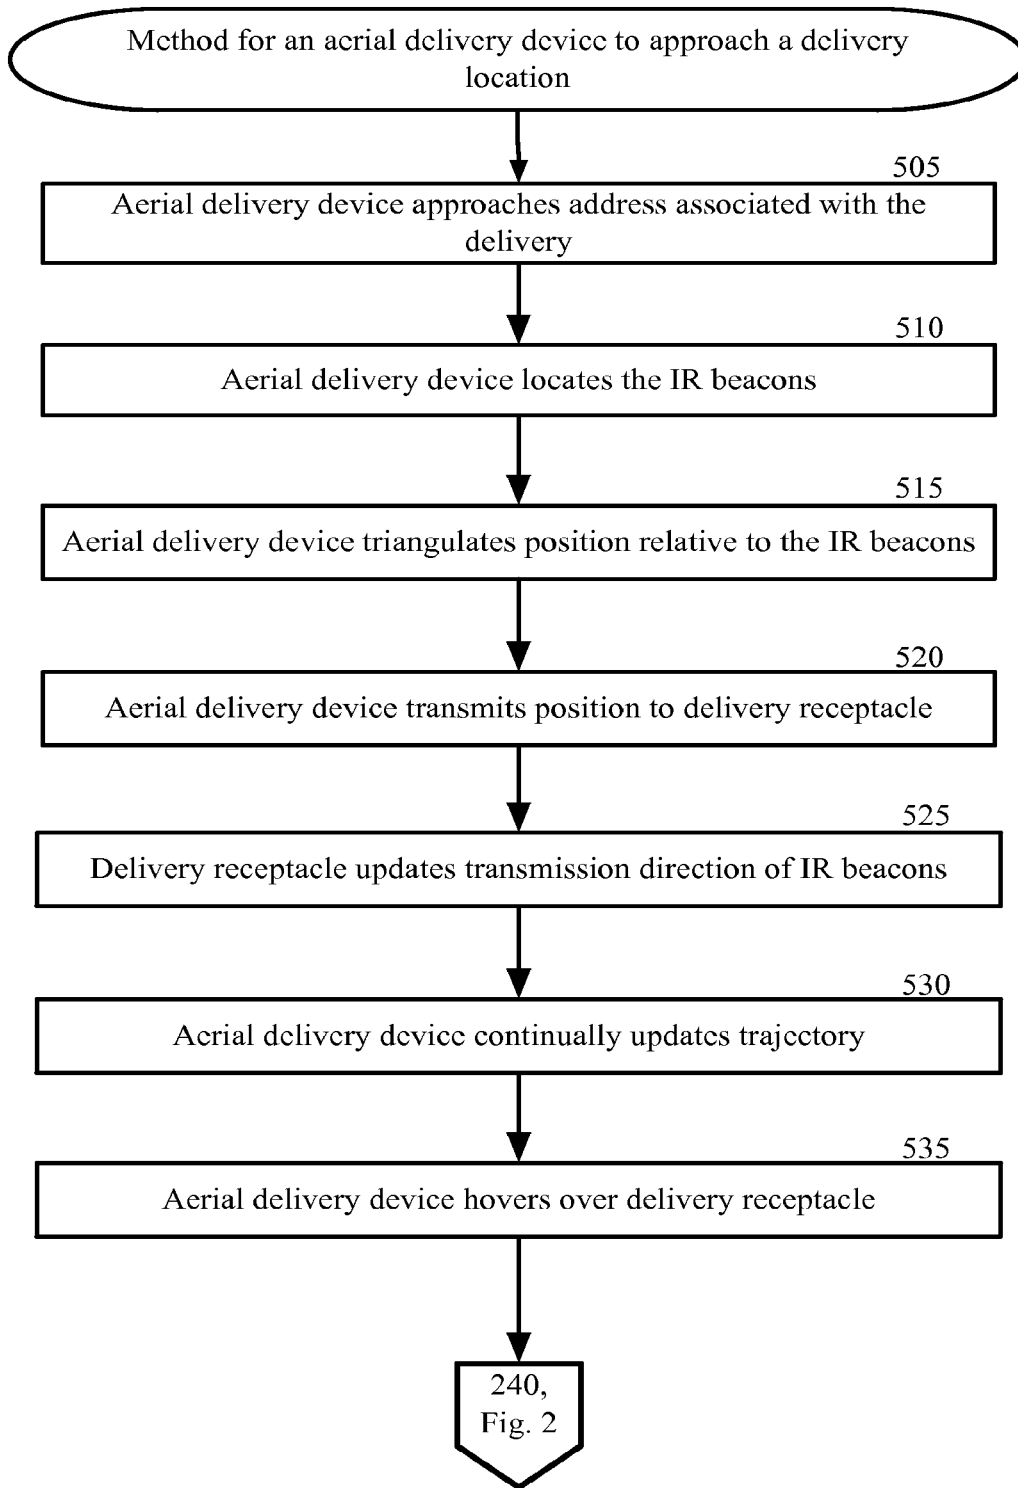 Method for an aerial delivery device to approach a delivery
location
505
Aerial delivery device approaches address associated with the
delivery
510
Aerial delivery device locates the IR beacons
515
Aerial delivery device triangulates position relative to the IR beacons
520
Aerial delivery device transmits position to delivery receptacle
525
Delivery receptacle updates transmission direction of IR beacons
530
Aerial delivery device continually updates trajectory
535
Aerial delivery device hovers over delivery receptacle
240,
Fig. 2